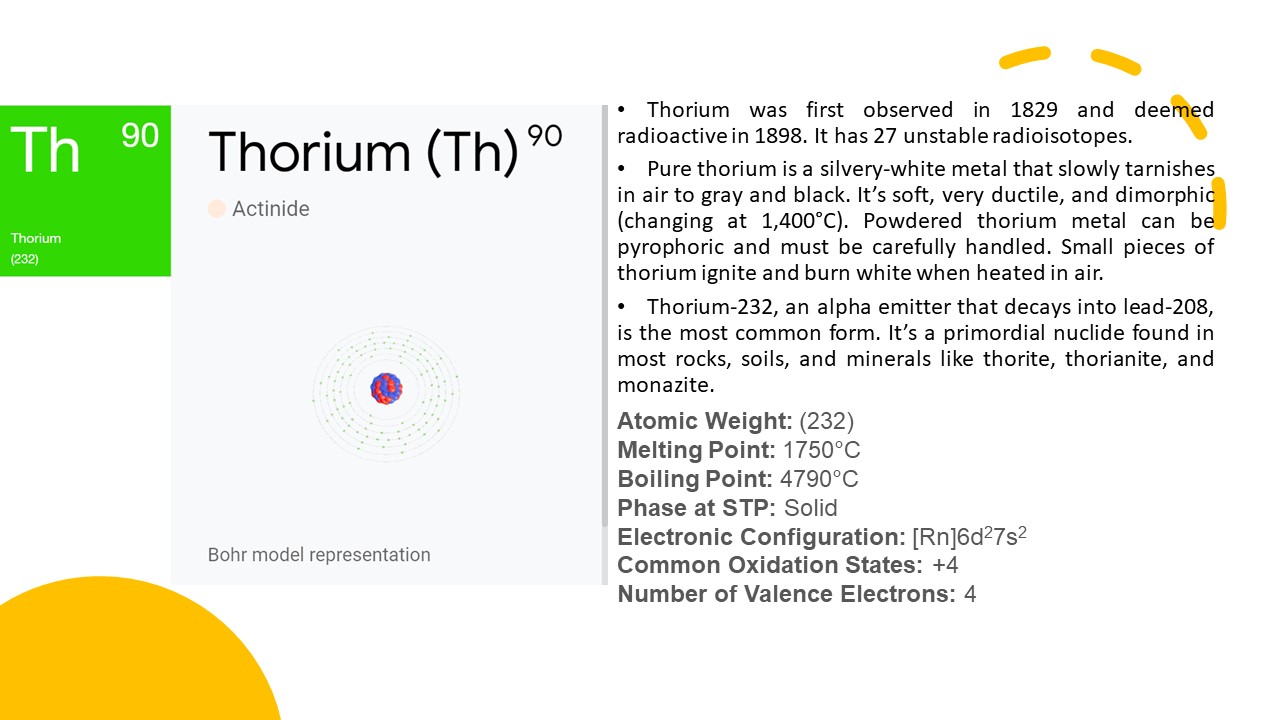 Th 90
Thorium
(232)
Thorium (Th) 90
Actinide
Bohr model representation
• Thorium was first observed in 1829 and deemed
radioactive in 1898. It has 27 unstable radioisotopes.
• Pure thorium is a silvery-white metal that slowly tarnishes
in air to gray and black. It’s soft, very ductile, and dimorphic
(changing at 1,400°C). Powdered thorium metal can be
pyrophoric and must be carefully handled. Small pieces of
thorium ignite and burn white when heated in air.
• Thorium-232, an alpha emitter that decays into lead-208,
is the most common form. It’s a primordial nuclide found in
most rocks, soils, and minerals like thorite, thorianite, and
monazite.
Atomic Weight: (232)
Melting Point: 1750°C
Boiling Point: 4790°C
Phase at STP: Solid
Electronic Configuration: [Rn]6d²7s²
Common Oxidation States: +4
Number of Valence Electrons: 4